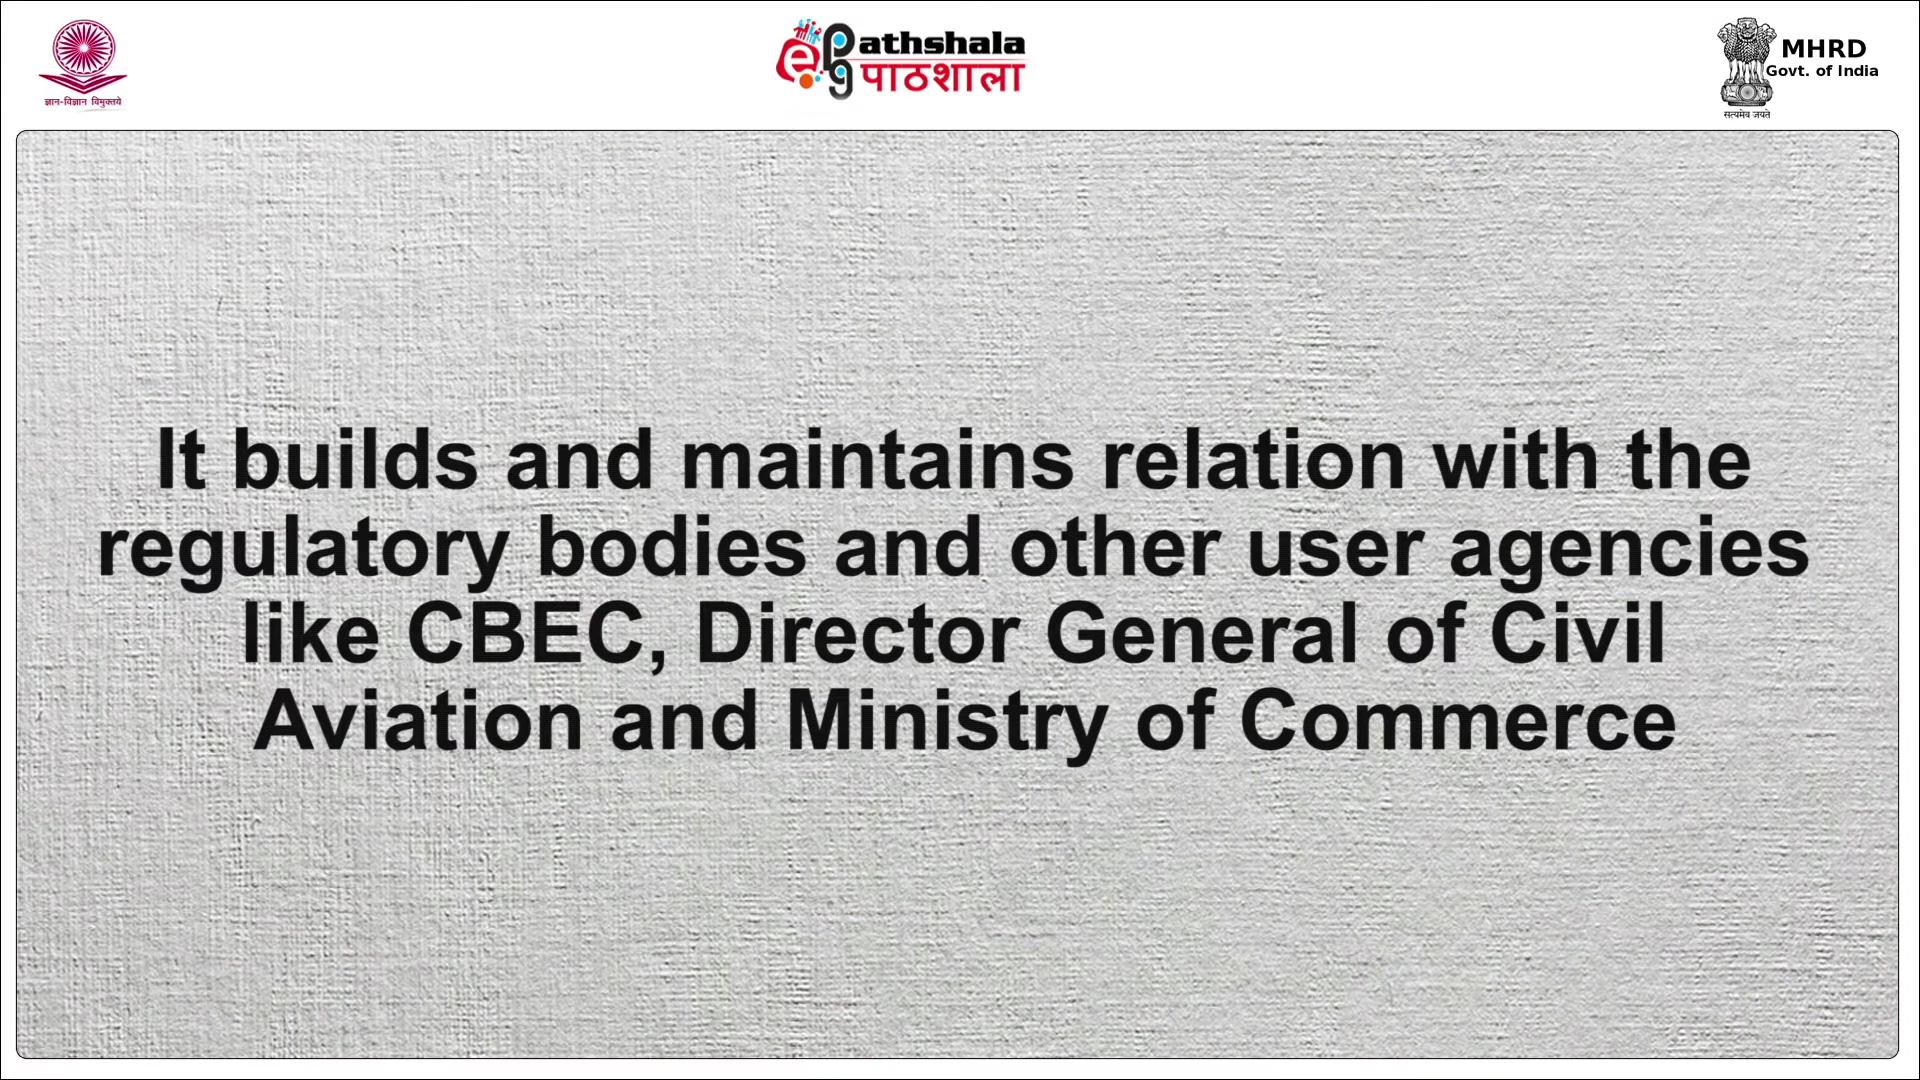 ज्ञान-विज्ञान विमुक्तये
e
pg
athshala
पाठशाला
MHRD
Govt. of India
सत्यमेव जयते
It builds and maintains relation with the
regulatory bodies and other user agencies
like CBEC, Director General of Civil
Aviation and Ministry of Commerce